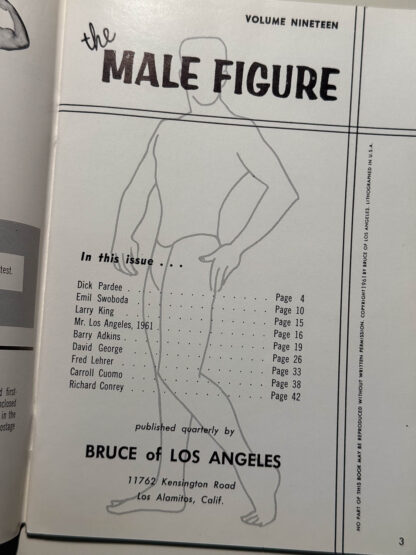 VOLUME NINETEEN
the
MALE FIGURE
In this issue . . .
Dick Pardee . . . . . . . . . . . . . . . . Page 4
Emil Swoboda . . . . . . . . . . . . . . . Page 10
Larry King . . . . . . . . . . . . . . . . Page 15
Mr. Los Angeles, 1961 . . . . . . . . . . . Page 16
Barry Adkins . . . . . . . . . . . . . . . Page 19
David George . . . . . . . . . . . . . . . Page 26
Fred Lehrer . . . . . . . . . . . . . . . . Page 33
Carroll Cuomo . . . . . . . . . . . . . . . Page 38
Richard Conrey . . . . . . . . . . . . . . Page 42
published quarterly by
BRUCE of LOS ANGELES
11762 Kensington Road
Los Alamitos, Calif.
NO PART OF THIS BOOK MAY BE REPRODUCED WITHOUT WRITTEN PERMISSION. COPYRIGHT 1961 BY BRUCE OF LOS ANGELES. LITHOGRAPHED IN U.S.A.
3
test.
first-
nclosed
in the
ostage